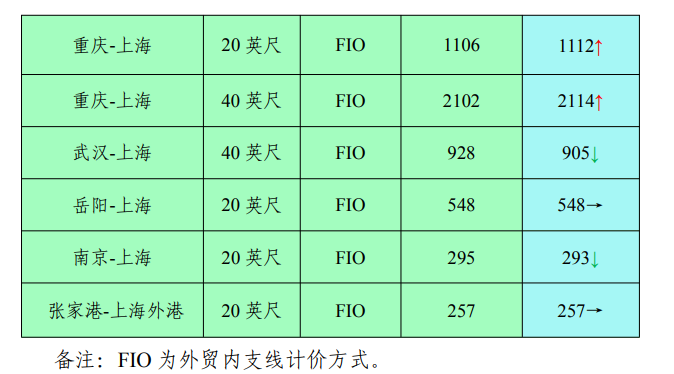 重庆-上海 20 英尺 FIO 1106 1112↑
重庆-上海 40 英尺 FIO 2102 2114↑
武汉-上海 40 英尺 FIO 928 905↓
岳阳-上海 20 英尺 FIO 548 548→
南京-上海 20 英尺 FIO 295 293↓
张家港-上海外港 20 英尺 FIO 257 257→
备注：FIO 为外贸内支线计价方式。